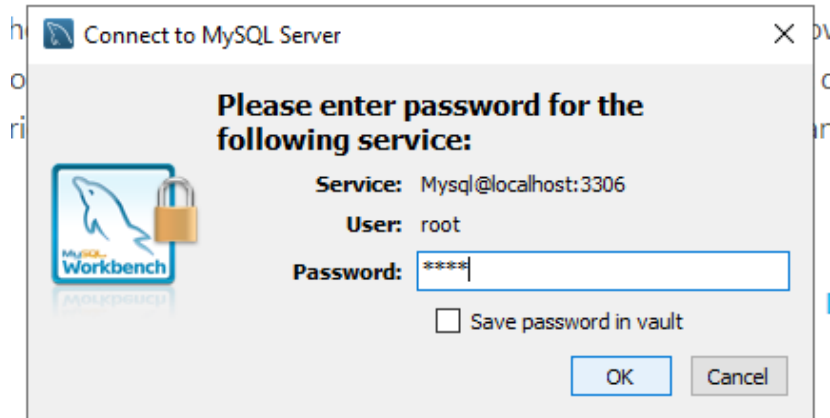 Connect to MySQL Server
Please enter password for the
following service:
Service: Mysql@localhost:3306
User: root
Password: ****
MySQL
Workbench
Save password in vault
OK
Cancel